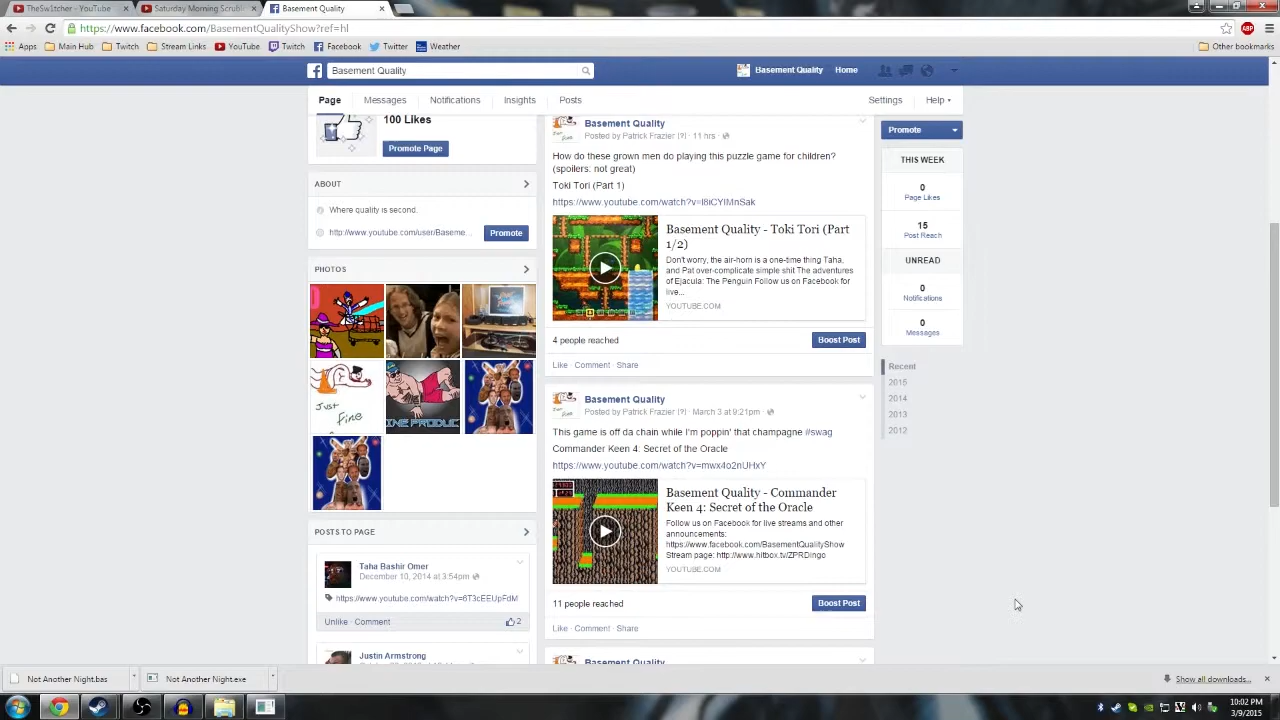 TheSw1tcher - YouTube
Saturday Morning Scrubli
Basement Quality
https://www.facebook.com/BasementQualityShow?ref=hl
ABP
Apps
Main Hub
Twitch
Stream Links
YouTube
Twitch
Facebook
Twitter
Weather
Other bookmarks
Basement Quality
Basement Quality
Home
Page
Messages
Notifications
Insights
Posts
Settings
Help
100 Likes
Promote Page
ABOUT
Where quality is second.
http://www.youtube.com/user/Baseme...
Promote
PHOTOS
Just
Fine
INE PRODUC
POSTS TO PAGE
Taha Bashir Omer
December 10, 2014 at 3:54pm
https://www.youtube.com/watch?v=6T3cEEUpFdM
Unlike · Comment
2
Justin Armstrong
Basement Quality
Posted by Patrick Frazier [?] · 11 hrs ·
How do these grown men do playing this puzzle game for children?
(spoilers: not great)
Toki Tori (Part 1)
https://www.youtube.com/watch?v=I8iCYIMnSak
Basement Quality - Toki Tori (Part
1/2)
Don't worry, the air-horn is a one-time thing Taha,
and Pat over-complicate simple shit The adventures
of Ejacula: The Penguin Follow us on Facebook for
live...
YOUTUBE.COM
4 people reached
Boost Post
Like · Comment · Share
Basement Quality
Posted by Patrick Frazier [?] · March 3 at 9:21pm ·
This game is off da chain while I'm poppin' that champagne #swag
Commander Keen 4: Secret of the Oracle
https://www.youtube.com/watch?v=mwx4o2nUHxY
Basement Quality - Commander
Keen 4: Secret of the Oracle
Follow us on Facebook for live streams and other
announcements:
https://www.facebook.com/BasementQualityShow
Stream page: http://www.hitbox.tv/ZPRDingo
YOUTUBE.COM
11 people reached
Boost Post
Like · Comment · Share
Basement Quality
Promote
THIS WEEK
0
Page Likes
15
Post Reach
UNREAD
0
Notifications
0
Messages
Recent
2015
2014
2013
2012
Not Another Night.bas
Not Another Night.exe
Show all downloads...
10:02 PM
3/9/2015